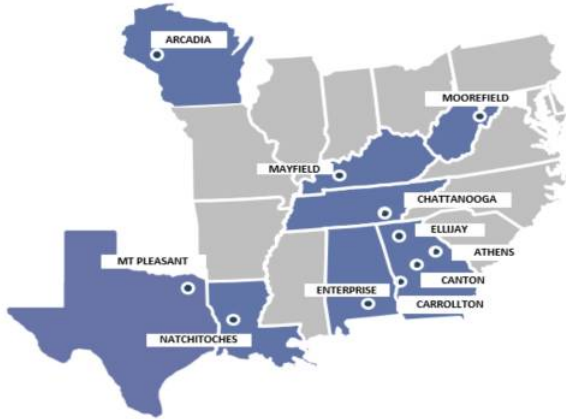 ARCADIA
MOOREFIELD
MAYFIELD
CHATTANOOGA
ELLIJAY
ATHENS
MT PLEASANT
CANTON
ENTERPRISE
CARROLLTON
NATCHITOCHES